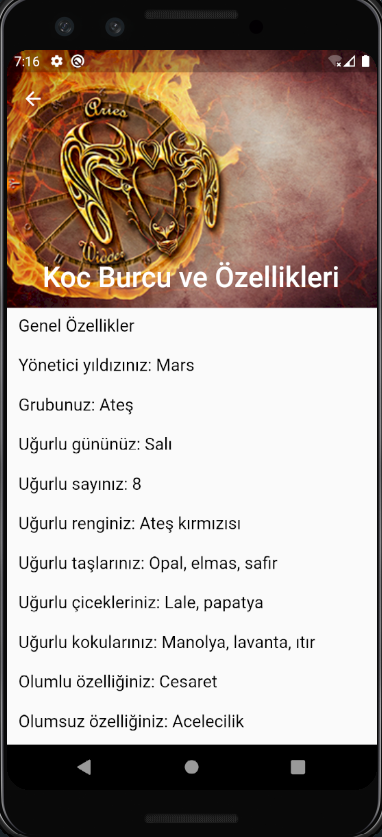 7:16
Aries
Widder
Koc Burcu ve Özellikleri
Genel Özellikler
Yönetici yıldızınız: Mars
Grubunuz: Ateş
Uğurlu gününüz: Salı
Uğurlu sayınız: 8
Uğurlu renginiz: Ateş kırmızısı
Uğurlu taşlarınız: Opal, elmas, safir
Uğurlu çicekleriniz: Lale, papatya
Uğurlu kokularınız: Manolya, lavanta, ıtır
Olumlu özelliğiniz: Cesaret
Olumsuz özelliğiniz: Acelecilik